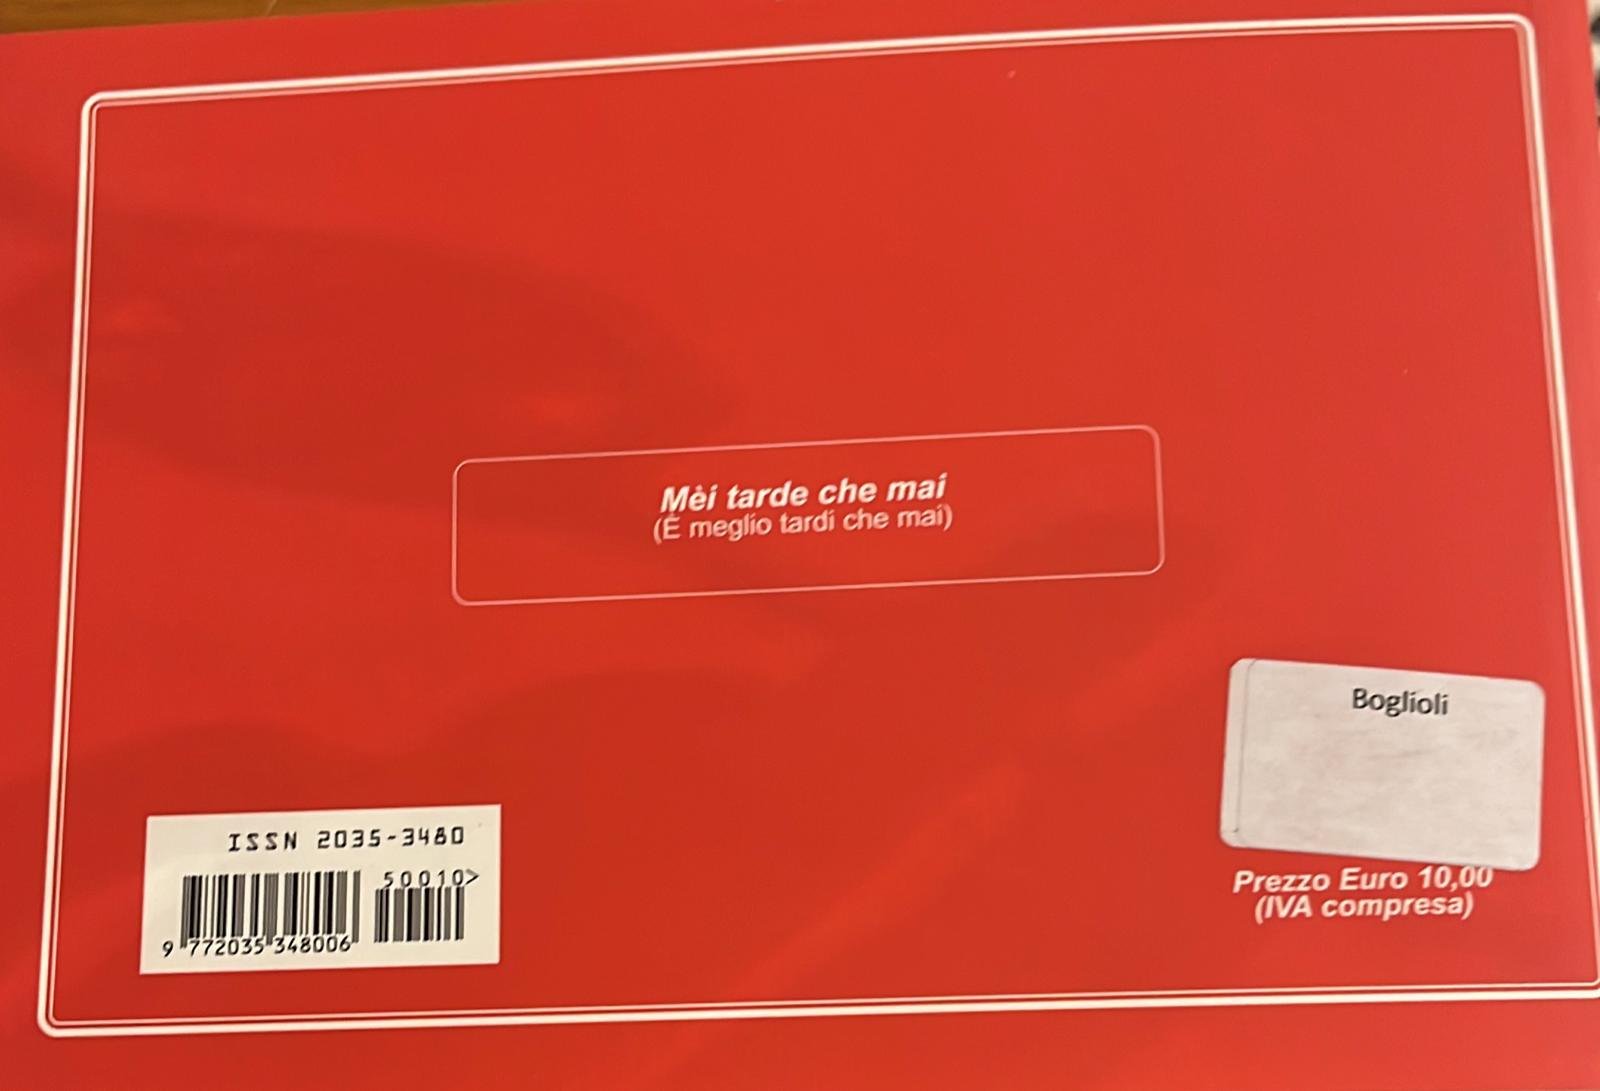 Mèi tarde che mai
(È meglio tardi che mai)
Boglioli
ISSN 2035-3480
50010>
9 772035 348006
Prezzo Euro 10,00
(IVA compresa)